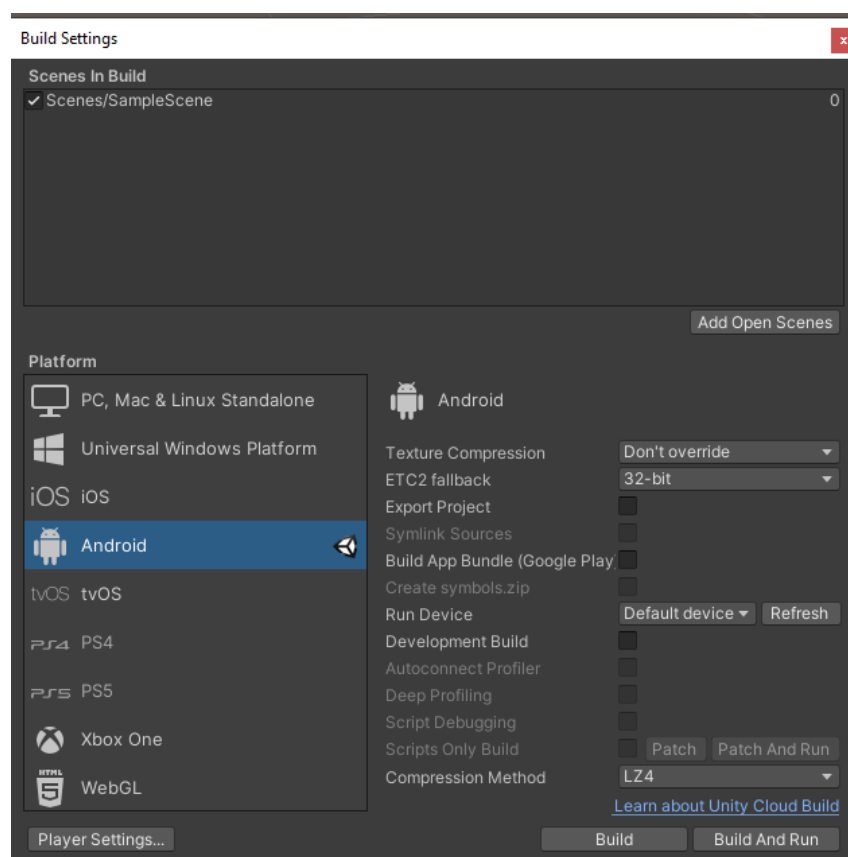 Build Settings
x
Scenes In Build
Scenes/SampleScene 0
Add Open Scenes
Platform
PC, Mac & Linux Standalone
Universal Windows Platform
iOS iOS
Android
tvOS tvOS
PS4 PS4
PS5 PS5
Xbox One
HTML 5 WebGL
Android
Texture Compression Don't override
ETC2 fallback 32-bit
Export Project
Symlink Sources
Build App Bundle (Google Play)
Create symbols.zip
Run Device Default device Refresh
Development Build
Autoconnect Profiler
Deep Profiling
Script Debugging
Scripts Only Build Patch Patch And Run
Compression Method LZ4
Learn about Unity Cloud Build
Player Settings... Build Build And Run